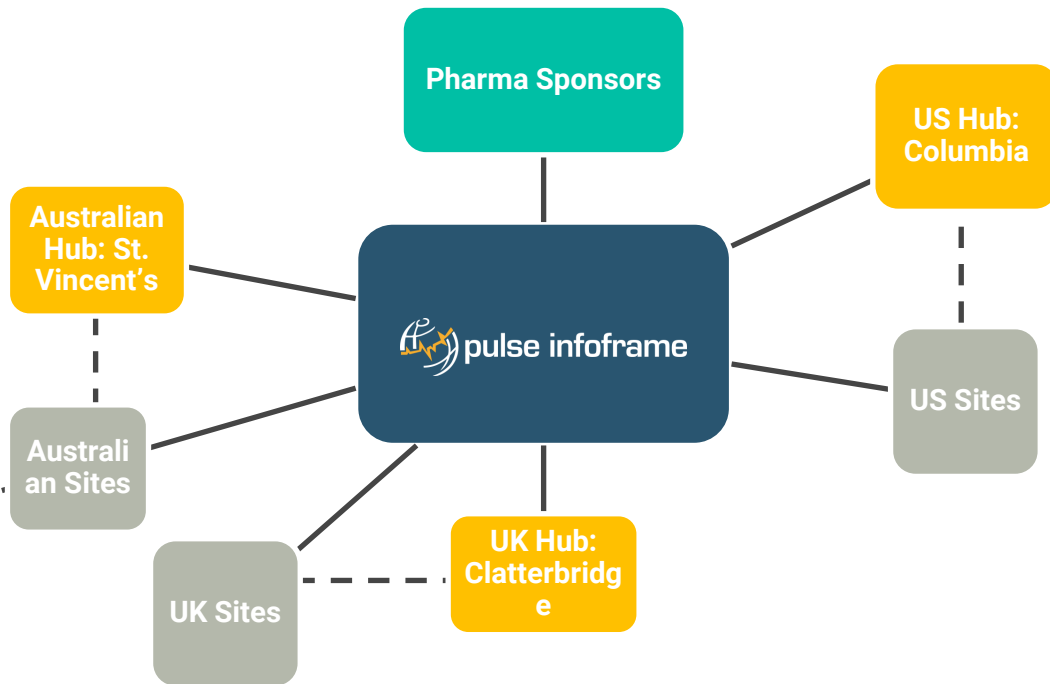 Pharma Sponsors
US Hub:
Columbia
Australian
Hub: St.
Vincent’s
pulse infoframe
US Sites
Australi
an Sites
UK Hub:
Clatterbridg
e
UK Sites